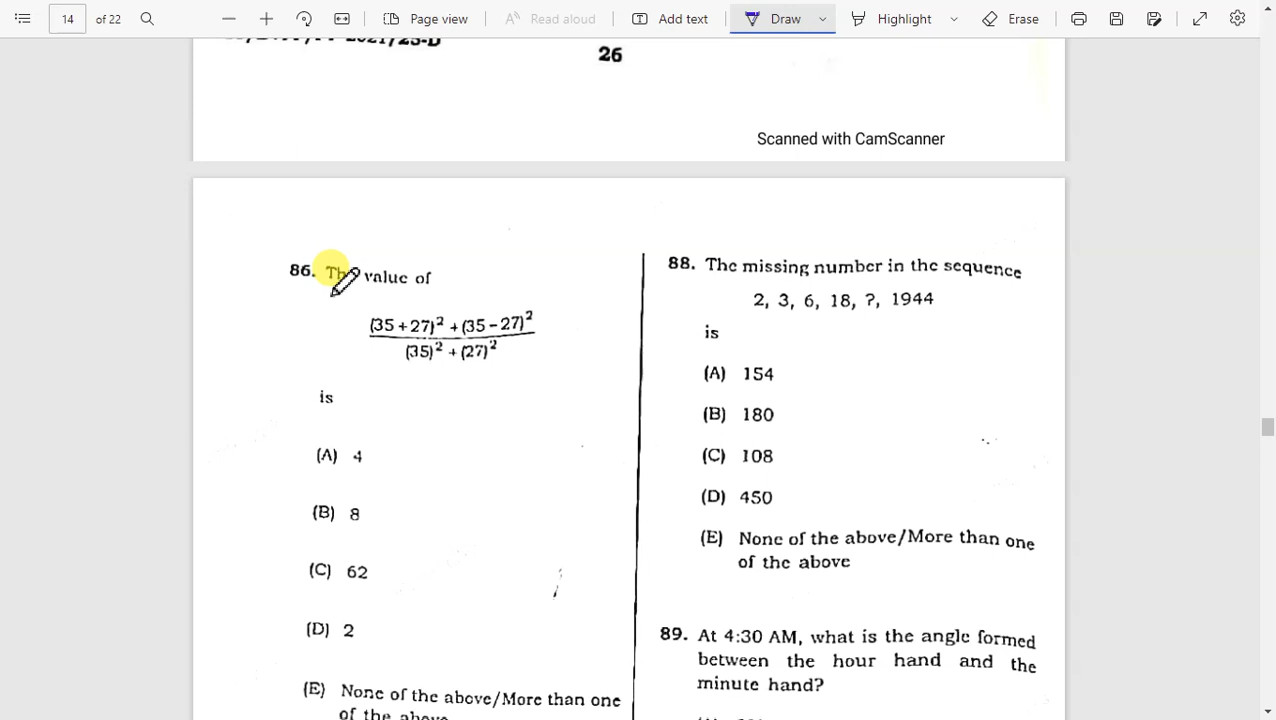 14 of 22 Page view Read aloud Add text Draw Highlight Erase
26
Scanned with CamScanner
86. The value of
(35 + 27)² + (35 − 27)²
(35)² + (27)²
is
(A) 4
(B) 8
(C) 62
(D) 2
(E) None of the above/More than one
of the above
88. The missing number in the sequence
2, 3, 6, 18, ?, 1944
is
(A) 154
(B) 180
(C) 108
(D) 450
(E) None of the above/More than one
of the above
89. At 4:30 AM, what is the angle formed
between the hour hand and the
minute hand?